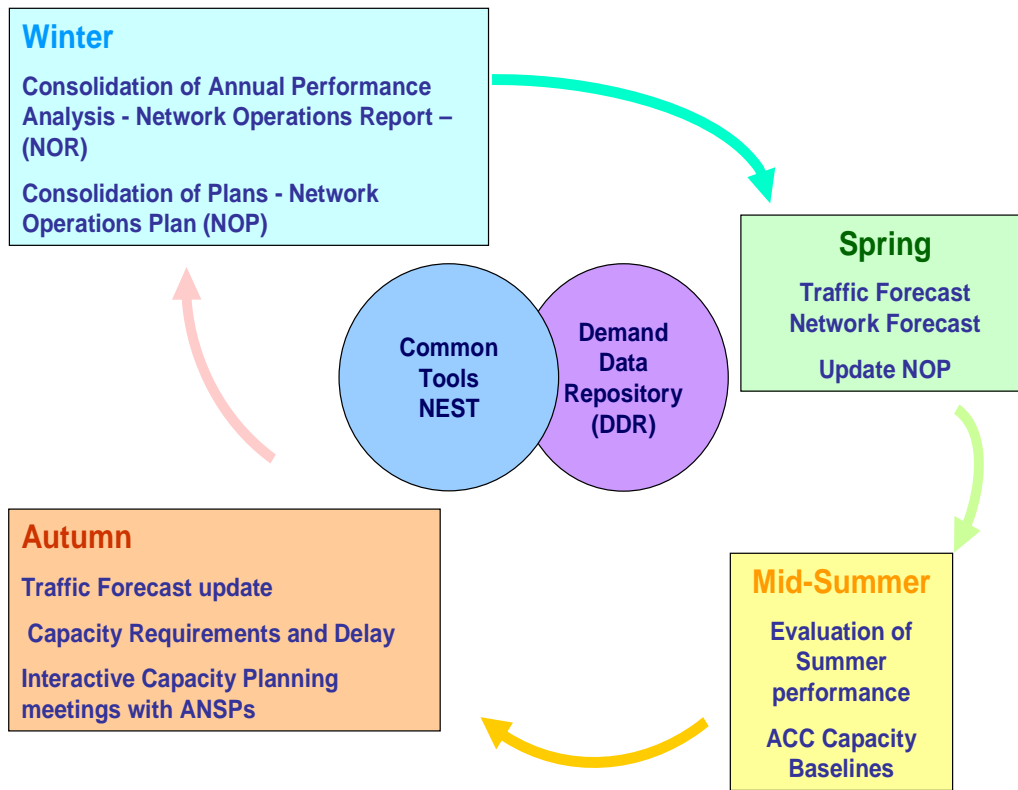 Winter
Consolidation of Annual Performance
Analysis - Network Operations Report –
(NOR)
Consolidation of Plans - Network
Operations Plan (NOP)
Spring
Traffic Forecast
Network Forecast
Update NOP
Common
Tools
NEST
Demand
Data
Repository
(DDR)
Autumn
Traffic Forecast update
Capacity Requirements and Delay
Interactive Capacity Planning
meetings with ANSPs
Mid-Summer
Evaluation of
Summer
performance
ACC Capacity
Baselines